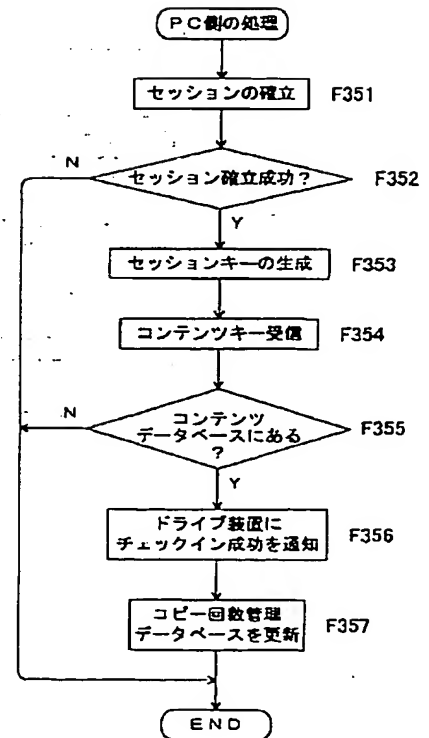 PC側の処理
セッションの確立 F351
N
セッション確立成功? F352
Y
セッションキーの生成 F353
コンテンツキー受信 F354
N
コンテンツ
データベースにある F355
?
Y
ドライブ装置に
チェックイン成功を通知 F356
コピー回数管理
データベースを更新 F357
END